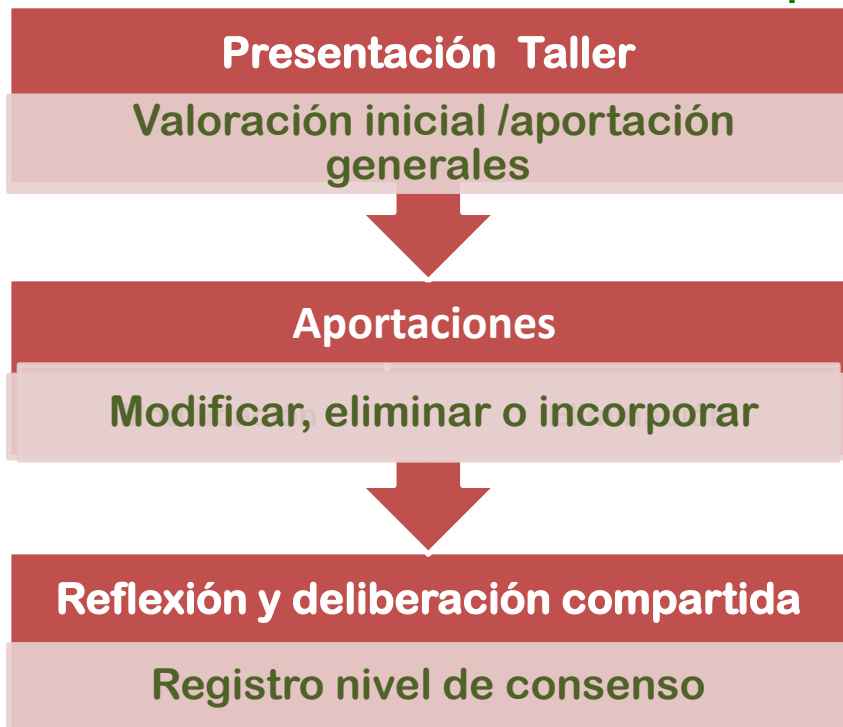 Presentación Taller
Valoración inicial /aportación
generales
Aportaciones
Modificar, eliminar o incorporar
Reflexión y deliberación compartida
Registro nivel de consenso